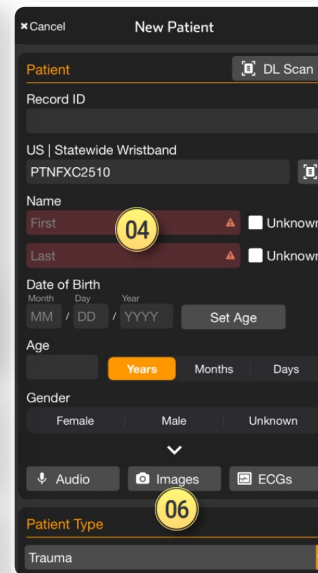 ✖Cancel New Patient
Patient DL Scan
Record ID
US | Statewide Wristband
PTNFXC2510
Name
First 04 Unknown
Last Unknown
Date of Birth
Month Day Year
MM / DD / YYYY Set Age
Age
Years Months Days
Gender
Female Male Unknown
Audio Images ECGs
06
Patient Type
Trauma